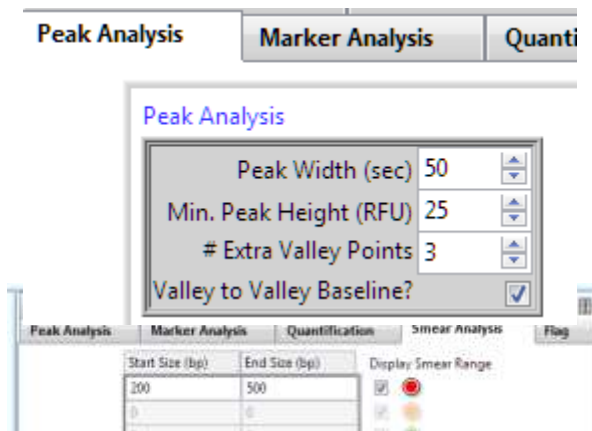 Peak Analysis Marker Analysis Quanti
Peak Analysis
Peak Width (sec) 50
Min. Peak Height (RFU) 25
# Extra Valley Points 3
Valley to Valley Baseline?
Peak Analysis Marker Analysis Quantification Smear Analysis Flag
Start Size (bp) End Size (bp) Display Smear Range
200 500
0 0